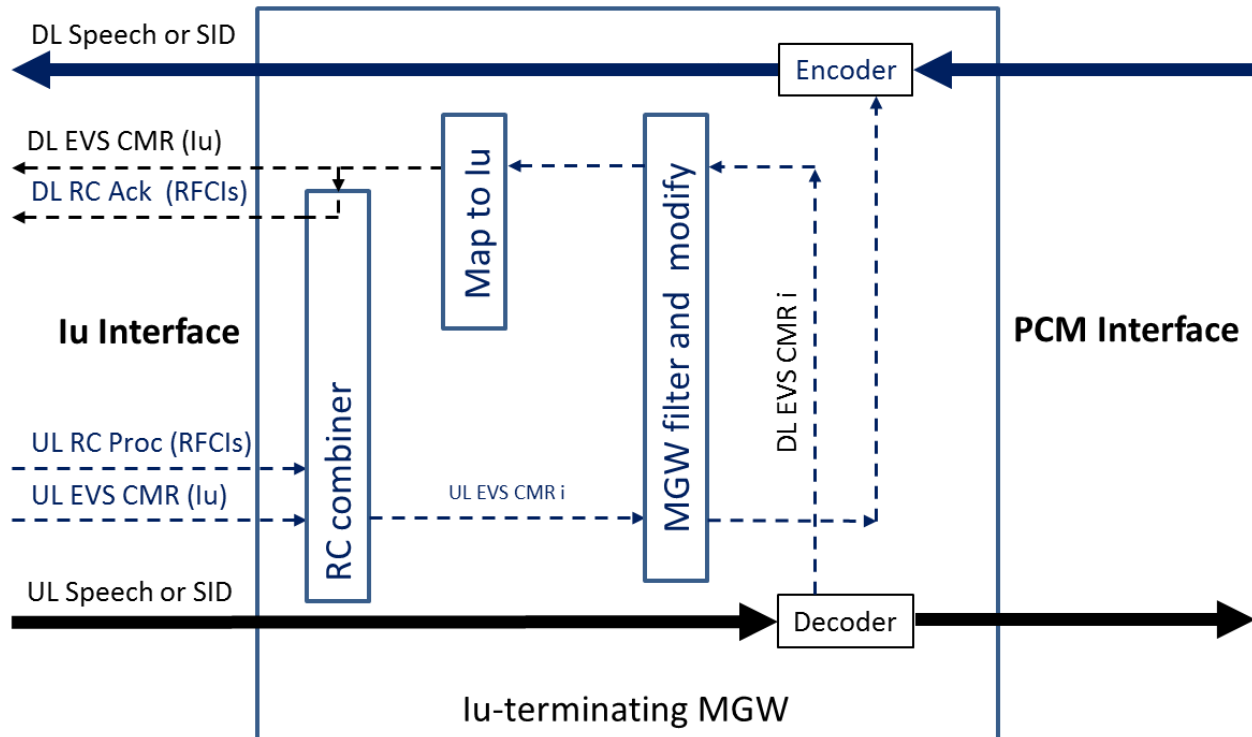 DL Speech or SID
Encoder
DL EVS CMR (Iu)
DL RC Ack (RFCIs)
Map to Iu
MGW filter and modify
DL EVS CMR i
Iu Interface
PCM Interface
RC combiner
UL RC Proc (RFCIs)
UL EVS CMR (Iu)
UL EVS CMR i
UL Speech or SID
Decoder
Iu-terminating MGW